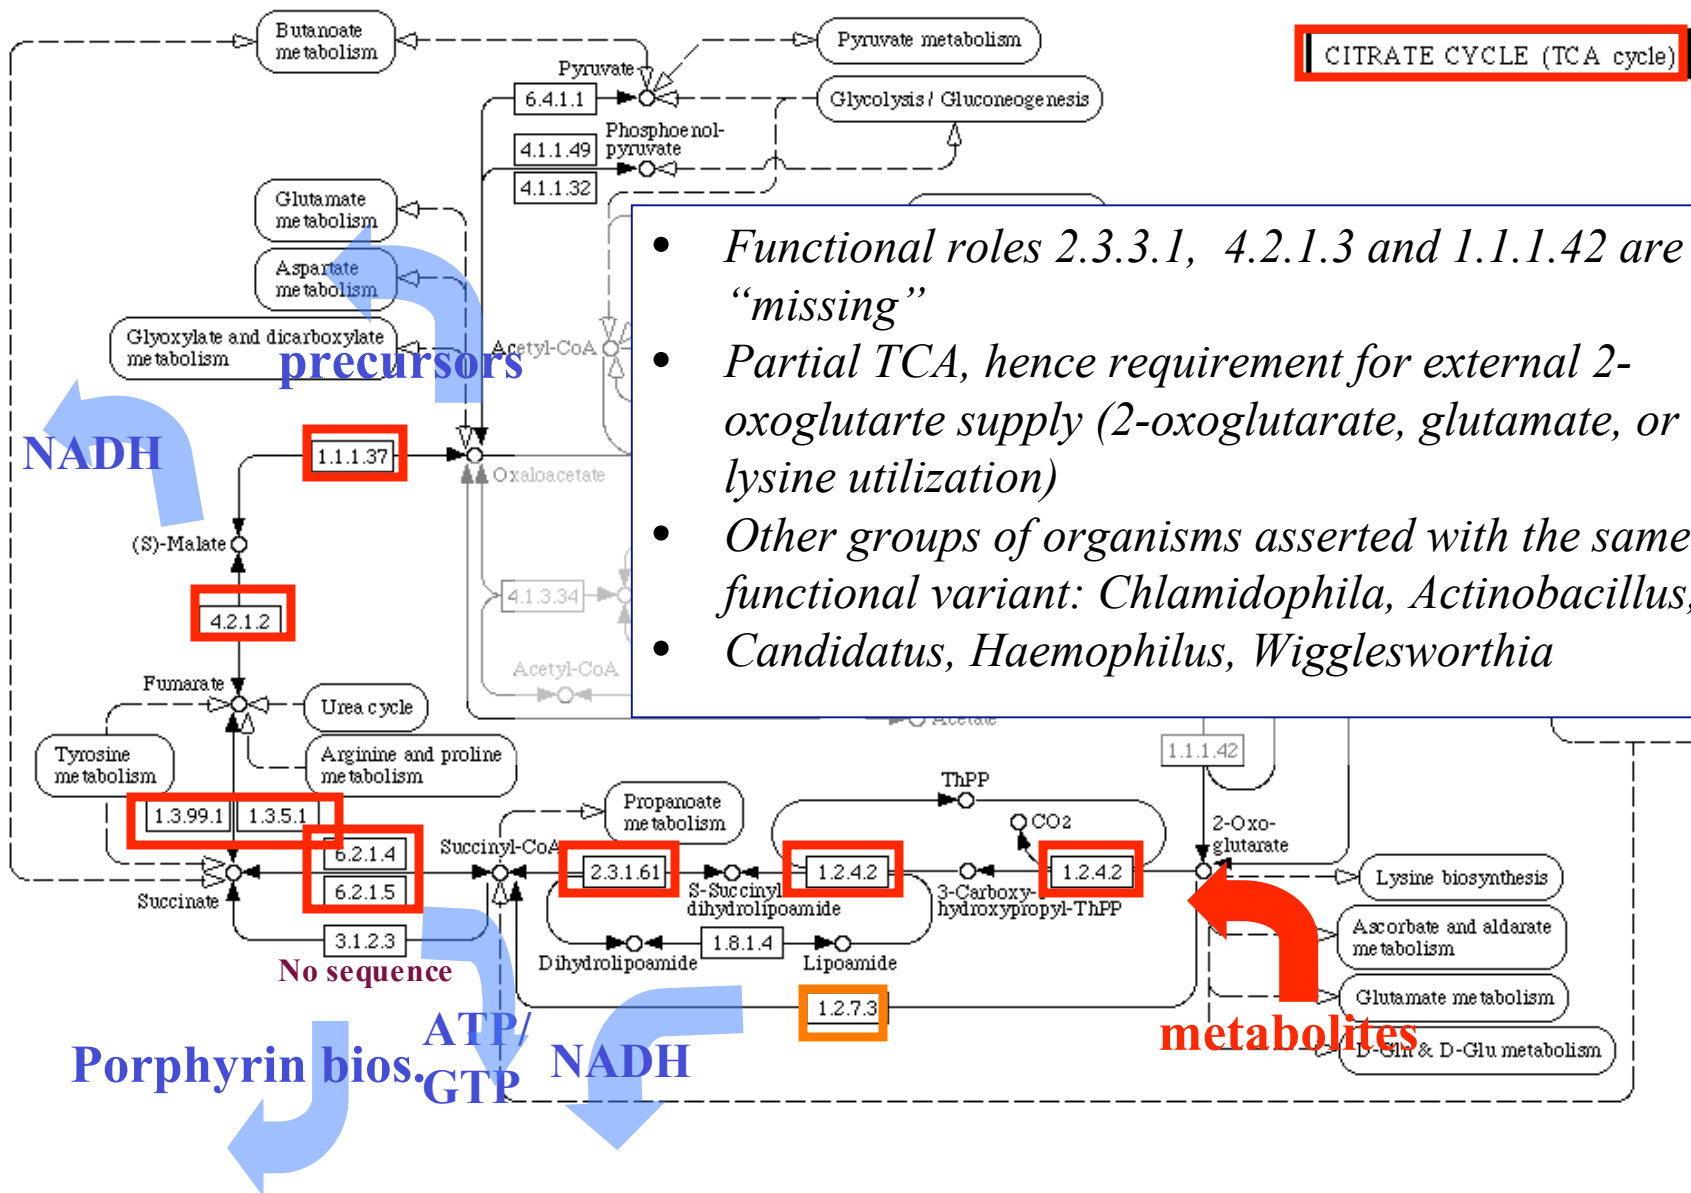 Butanoate
metabolism
Pyruvate metabolism
CITRATE CYCLE (TCA cycle)
Pyruvate
6.4.1.1
Glycolysis / Gluconeogenesis
Phosphoenol-
pyruvate
4.1.1.49
4.1.1.32
Glutamate
metabolism
Aspartate
metabolism
Glyoxylate and dicarboxylate
metabolism
precursors
Acetyl-CoA
• Functional roles 2.3.3.1, 4.2.1.3 and 1.1.1.42 are
“missing”
• Partial TCA, hence requirement for external 2-
oxoglutarte supply (2-oxoglutarate, glutamate, or
lysine utilization)
• Other groups of organisms asserted with the same
functional variant: Chlamidophila, Actinobacillus,
• Candidatus, Haemophilus, Wigglesworthia
NADH
1.1.1.37
Oxaloacetate
(S)-Malate
4.1.3.34
4.2.1.2
Acetyl-CoA
Fumarate
Urea cycle
Acetate
Tyrosine
metabolism
Arginine and proline
metabolism
1.1.1.42
1.3.99.1
1.3.5.1
Propanoate
metabolism
ThPP
CO2
2-Oxo-
glutarate
6.2.1.4
6.2.1.5
Succinyl-CoA
2.3.1.61
1.2.4.2
1.2.4.2
Succinate
S-Succinyl
dihydrolipoamide
3-Carboxy-1-
hydroxypropyl-ThPP
Lysine biosynthesis
3.1.2.3
No sequence
Dihydrolipoamide
1.8.1.4
Lipoamide
Ascorbate and aldarate
metabolism
1.2.7.3
Glutamate metabolism
metabolites
D-Gln & D-Glu metabolism
Porphyrin bios.
ATP/
GTP
NADH